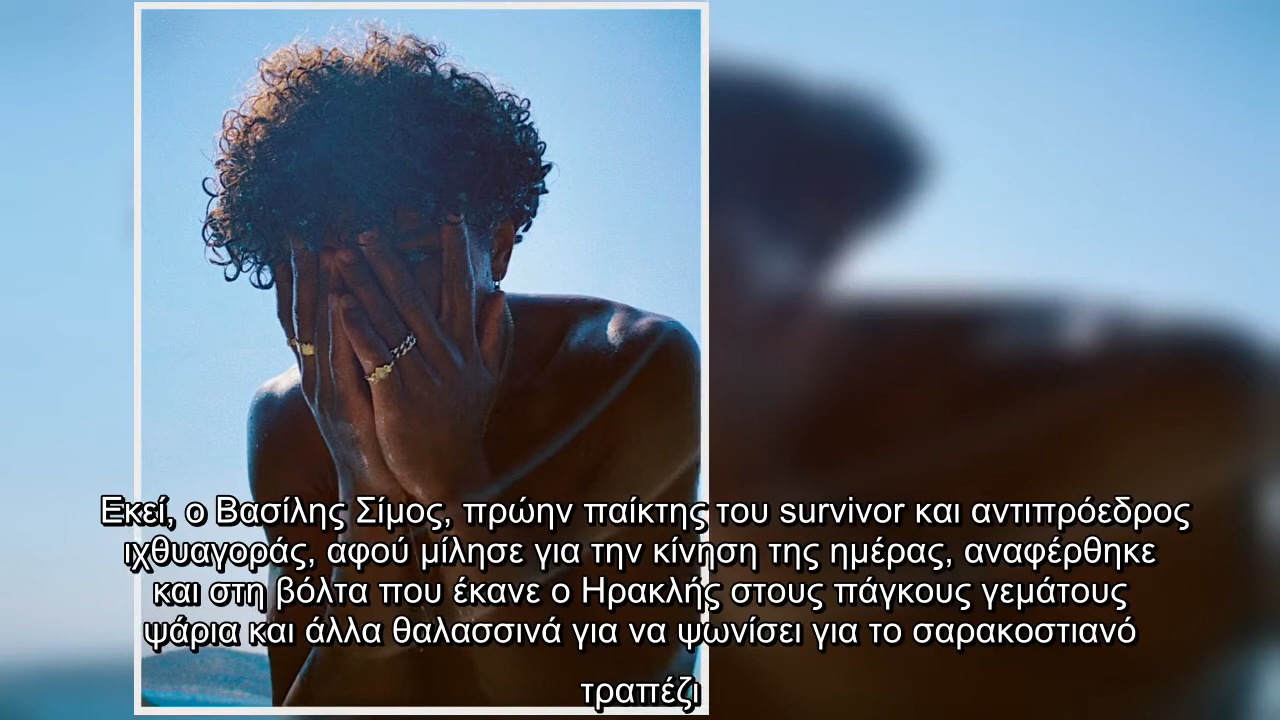 Εκεί, ο Βασίλης Σίμος, πρώην παίκτης του survivor και αντιπρόεδρος
ιχθυαγοράς, αφού μίλησε για την κίνηση της ημέρας, αναφέρθηκε
και στη βόλτα που έκανε ο Ηρακλής στους πάγκους γεμάτους
ψάρια και άλλα θαλασσινά για να ψωνίσει για το σαρακοστιανό
τραπέζι